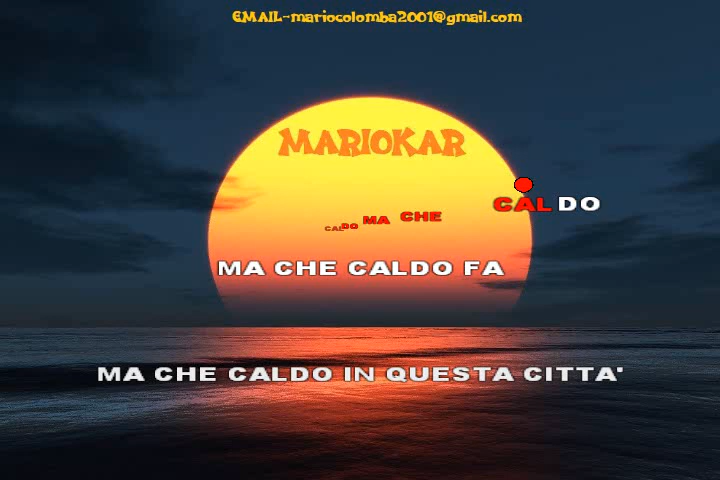 EMAIL-mariocolomba2001@gmail.com
MARIOKAR
CALDO MA CHE CALDO
MA CHE CALDO FA
MA CHE CALDO IN QUESTA CITTA'